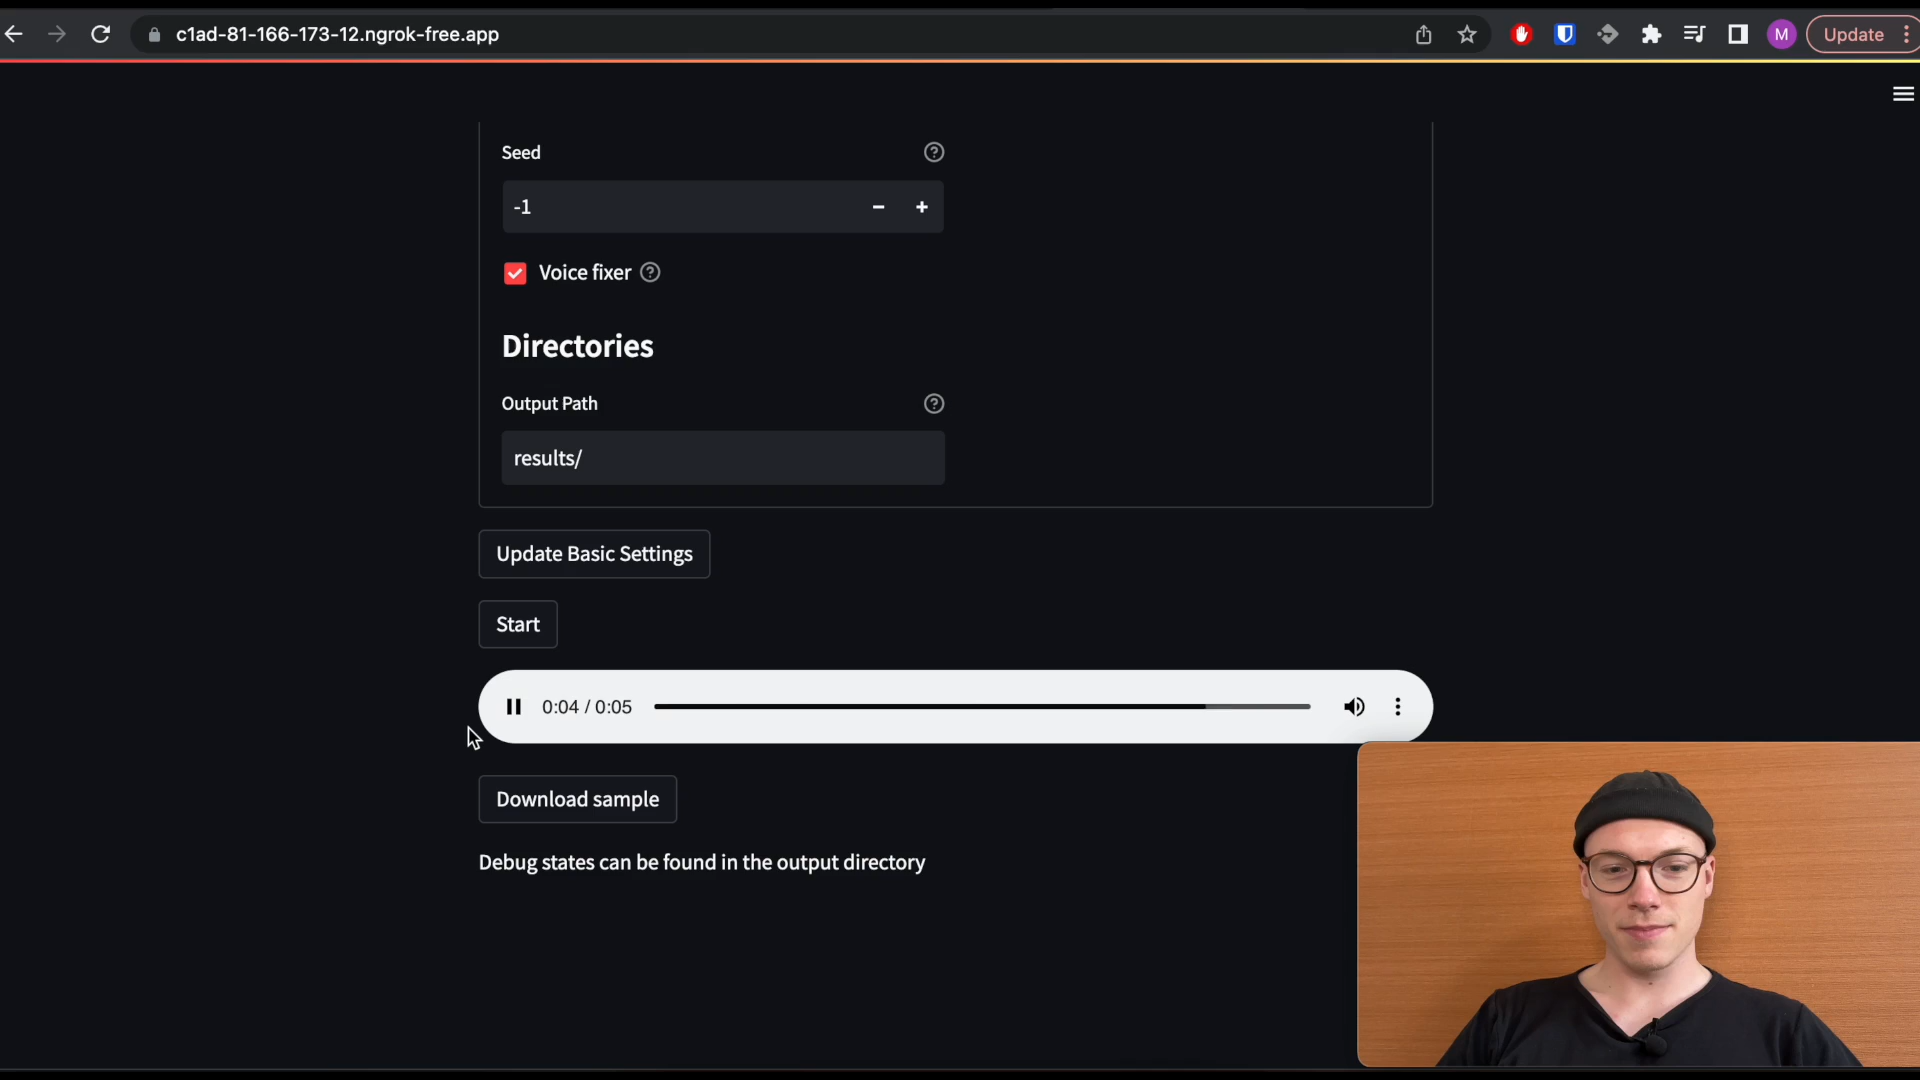 c1ad-81-166-173-12.ngrok-free.app
M
Update
Seed
-1
Voice fixer
Directories
Output Path
results/
Update Basic Settings
Start
0:04 / 0:05
Download sample
Debug states can be found in the output directory